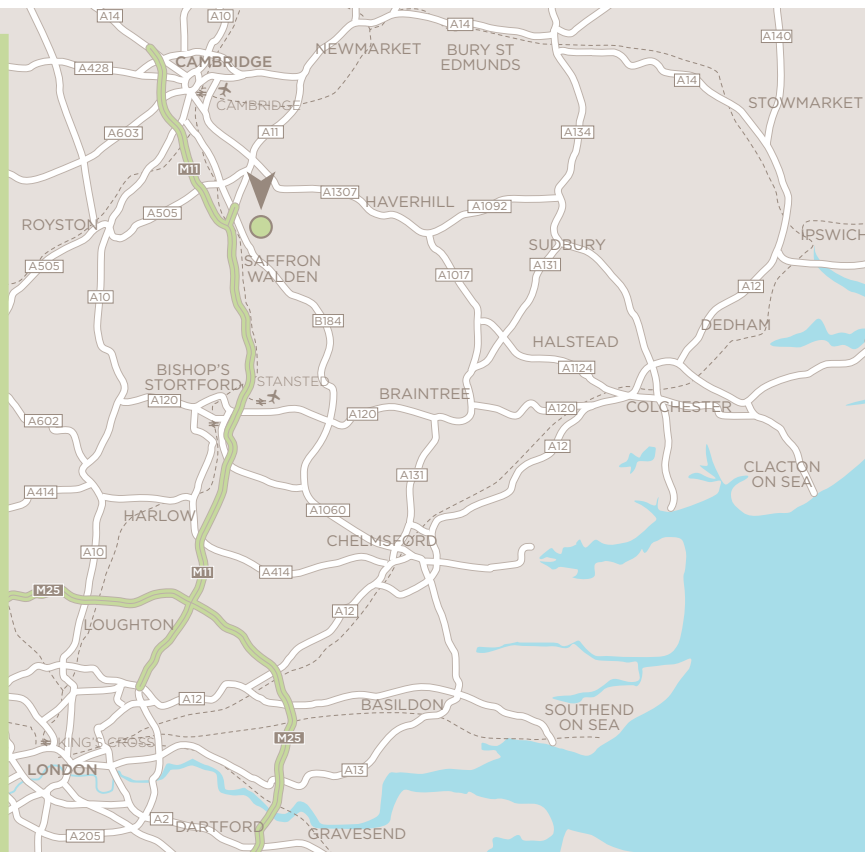 A14
A10
A14
A140
NEWMARKET
BURY ST
EDMUNDS
CAMBRIDGE
A428
A14
CAMBRIDGE
STOWMARKET
A603
A11
A134
M11
A1307
HAVERHILL
A1092
ROYSTON
A505
IPSWICH
SUDBURY
A505
SAFFRON
WALDEN
A1017
A131
A10
A12
B184
DEDHAM
HALSTEAD
BISHOP'S
STORTFORD
STANSTED
A1124
A120
BRAINTREE
A120
A120
COLCHESTER
A602
A12
A131
CLACTON
ON SEA
A414
HARLOW
A1060
CHELMSFORD
A10
M11
A414
M25
A12
LOUGHTON
A12
BASILDON
SOUTHEND
ON SEA
M25
KING'S CROSS
LONDON
A13
A2
DARTFORD
A205
GRAVESEND